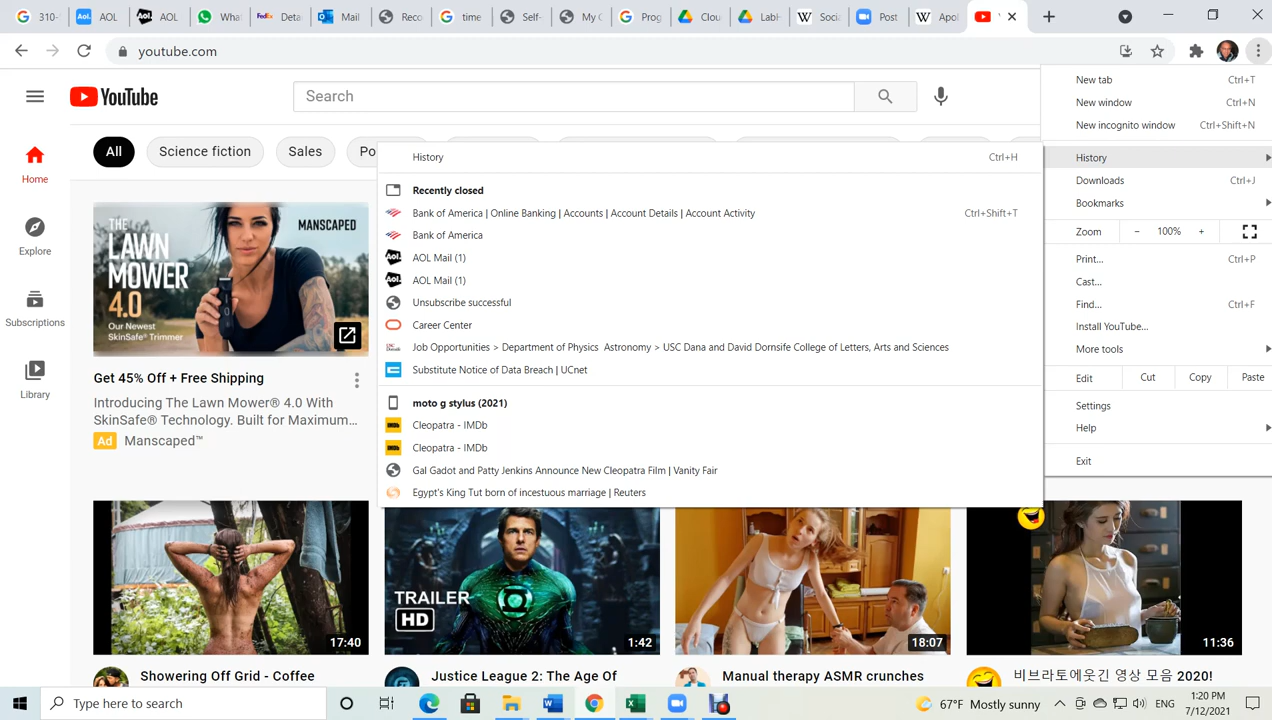 310-
AOL
AOL
Wha
Deta
Mail
Reco
time
Self-
My C
Prog
Clou
LabH
Socia
Post
Apol
youtube.com
YouTube
Search
All
Science fiction
Sales
Po
Home
Explore
Subscriptions
Library
New tab Ctrl+T
New window Ctrl+N
New incognito window Ctrl+Shift+N
History
Downloads Ctrl+J
Bookmarks
Zoom - 100% +
Print... Ctrl+P
Cast...
Find... Ctrl+F
Install YouTube...
More tools
Edit Cut Copy Paste
Settings
Help
Exit
History Ctrl+H
Recently closed
Bank of America | Online Banking | Accounts | Account Details | Account Activity Ctrl+Shift+T
Bank of America
AOL Mail (1)
AOL Mail (1)
Unsubscribe successful
Career Center
Job Opportunities > Department of Physics Astronomy > USC Dana and David Dornsife College of Letters, Arts and Sciences
Substitute Notice of Data Breach | UCnet
moto g stylus (2021)
Cleopatra - IMDb
Cleopatra - IMDb
Gal Gadot and Patty Jenkins Announce New Cleopatra Film | Vanity Fair
Egypt's King Tut born of incestuous marriage | Reuters
THE
LAWN
MOWER
4.0
Our Newest
SkinSafe® Trimmer
MANSCAPED
Get 45% Off + Free Shipping
Introducing The Lawn Mower® 4.0 With
SkinSafe® Technology. Built for Maximum...
Ad Manscaped™
17:40
TRAILER
HD
1:42
18:07
11:36
Showering Off Grid - Coffee
Justice League 2: The Age Of
Manual therapy ASMR crunches
비브라토에웃긴 영상 모음 2020!
Type here to search
67°F Mostly sunny
ENG
1:20 PM
7/12/2021